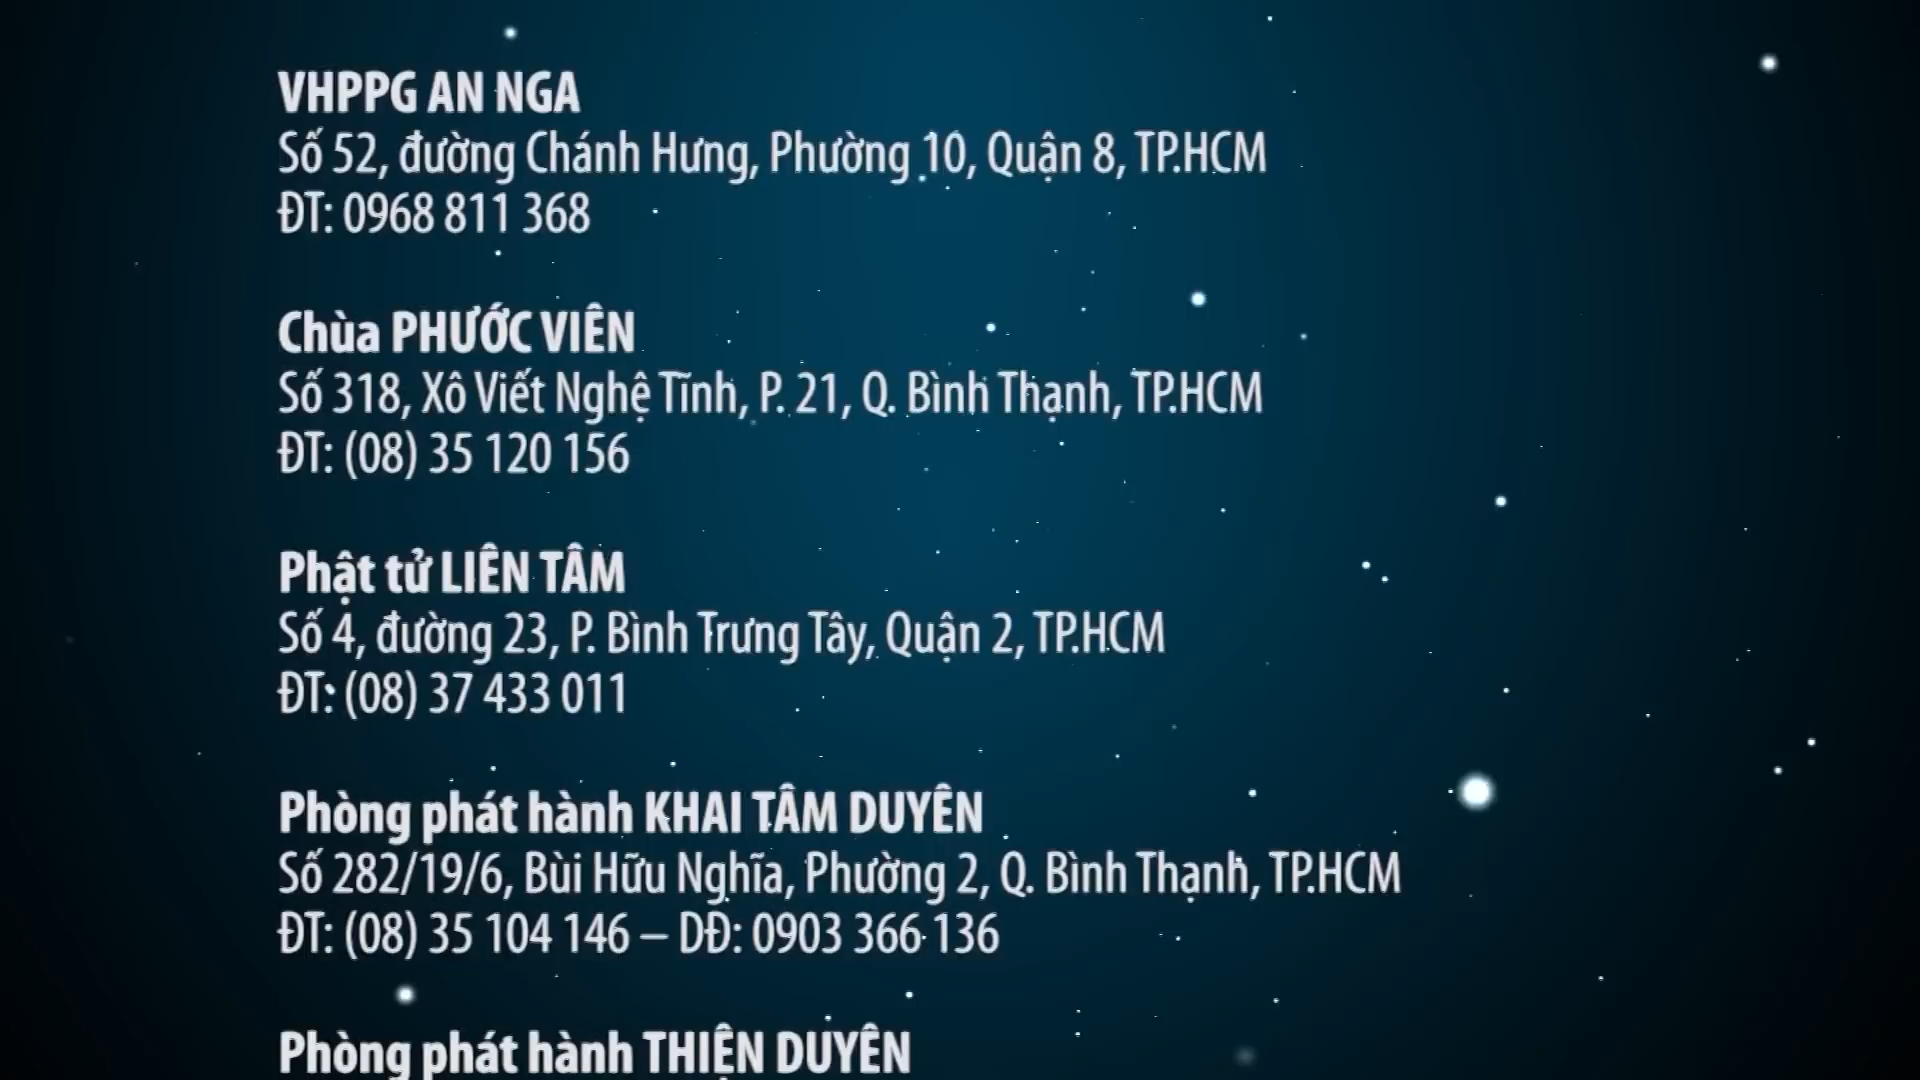 VHPPG AN NGA
Số 52, đường Chánh Hưng, Phường 10, Quận 8, TP.HCM
ĐT: 0968 811 368
Chùa PHƯỚC VIÊN
Số 318, Xô Viết Nghệ Tĩnh, P. 21, Q. Bình Thạnh, TP.HCM
ĐT: (08) 35 120 156
Phật tử LIÊN TÂM
Số 4, đường 23, P. Bình Trưng Tây, Quận 2, TP.HCM
ĐT: (08) 37 433 011
Phòng phát hành KHAI TÂM DUYÊN
Số 282/19/6, Bùi Hữu Nghĩa, Phường 2, Q. Bình Thạnh, TP.HCM
ĐT: (08) 35 104 146 – DĐ: 0903 366 136
Phòng phát hành THIỆN DUYÊN